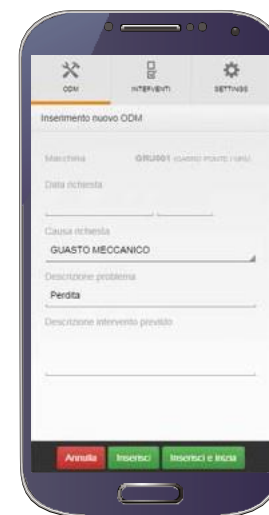 ODM INTERVENTI SETTINGS
Inserimento nuovo ODM
Macchina GRU001
Data richiesta
Causa richiesta
GUASTO MECCANICO
Descrizione problema
Perdita
Descrizione intervento previsto
Annulla Inserisci Inserisci e Inizia